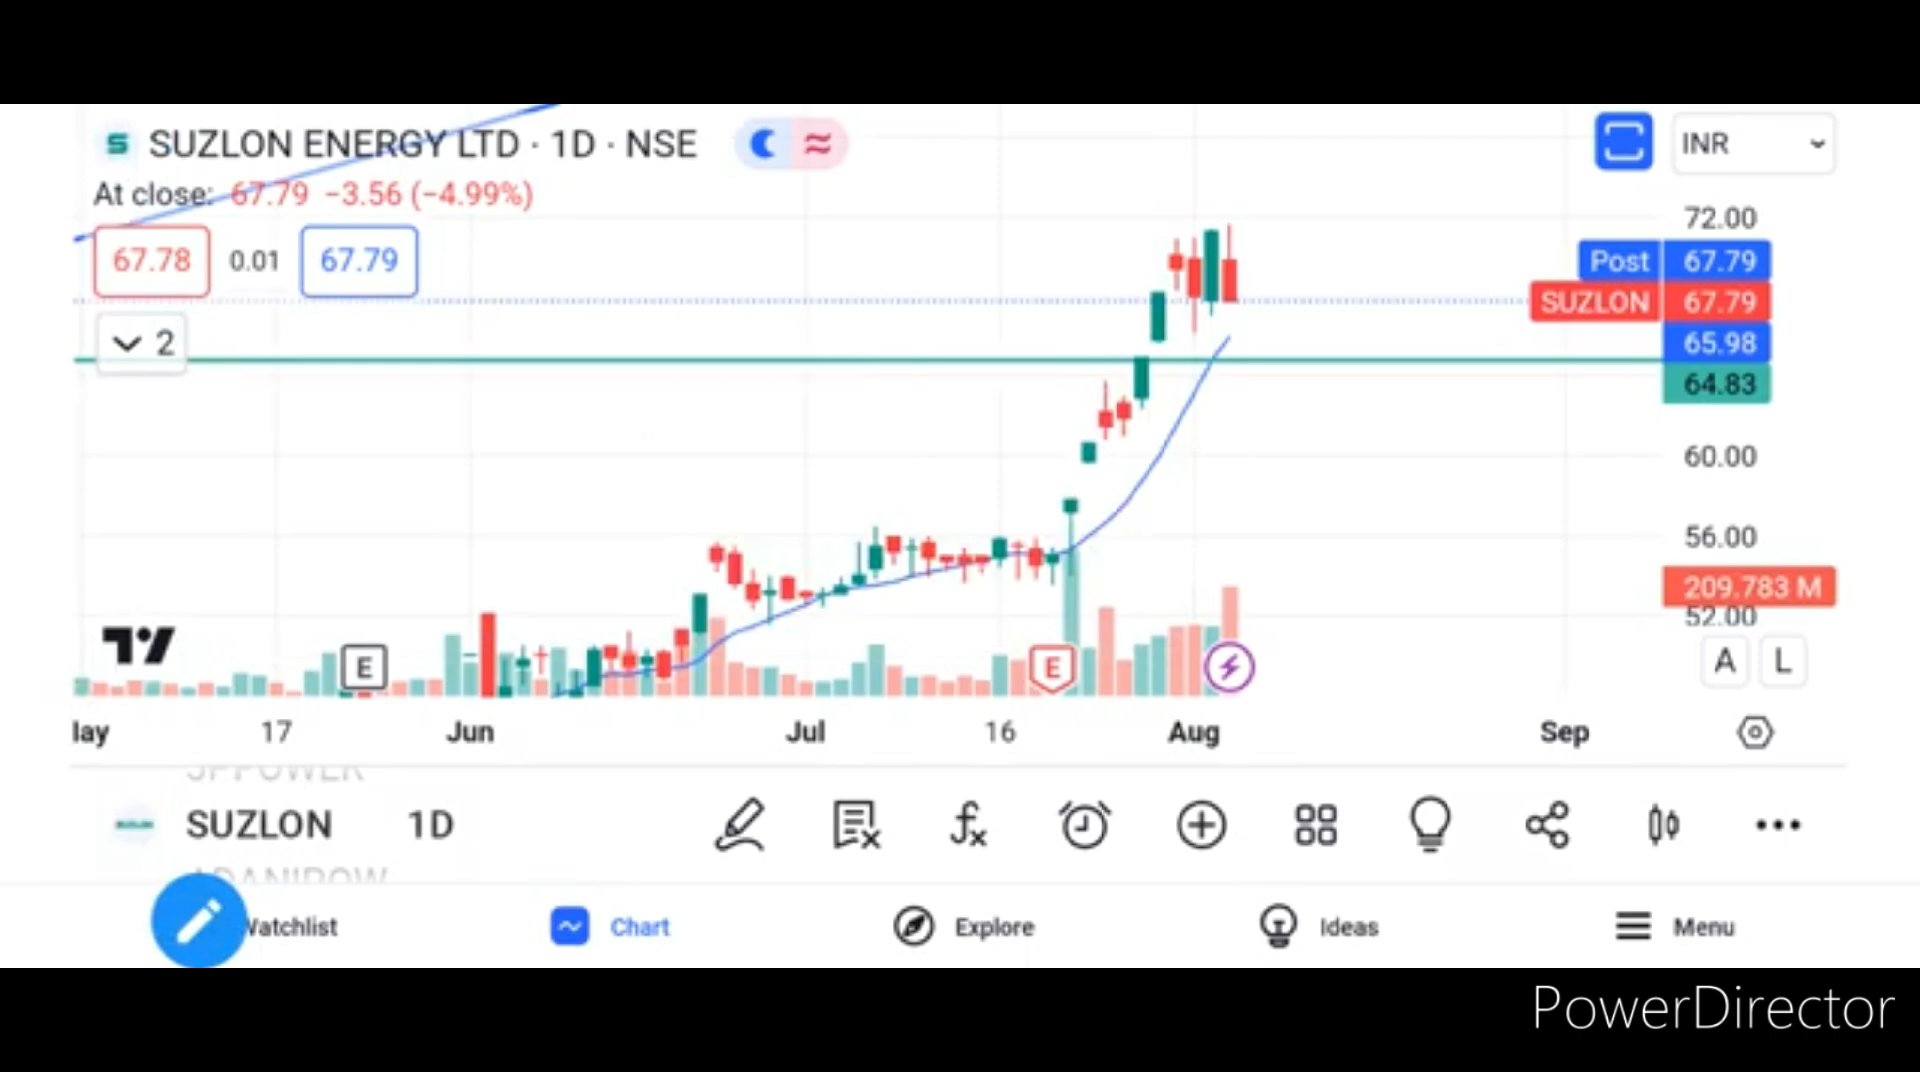 SUZLON ENERGY LTD · 1D · NSE
INR
At close: 67.79 −3.56 (−4.99%)
67.78 0.01 67.79
2
72.00
Post 67.79
SUZLON 67.79
65.98
64.83
60.00
56.00
209.783 M
52.00
E
E
A L
lay 17 Jun Jul 16 Aug Sep
JPPOWER
SUZLON 1D
Watchlist Chart Explore Ideas Menu
PowerDirector